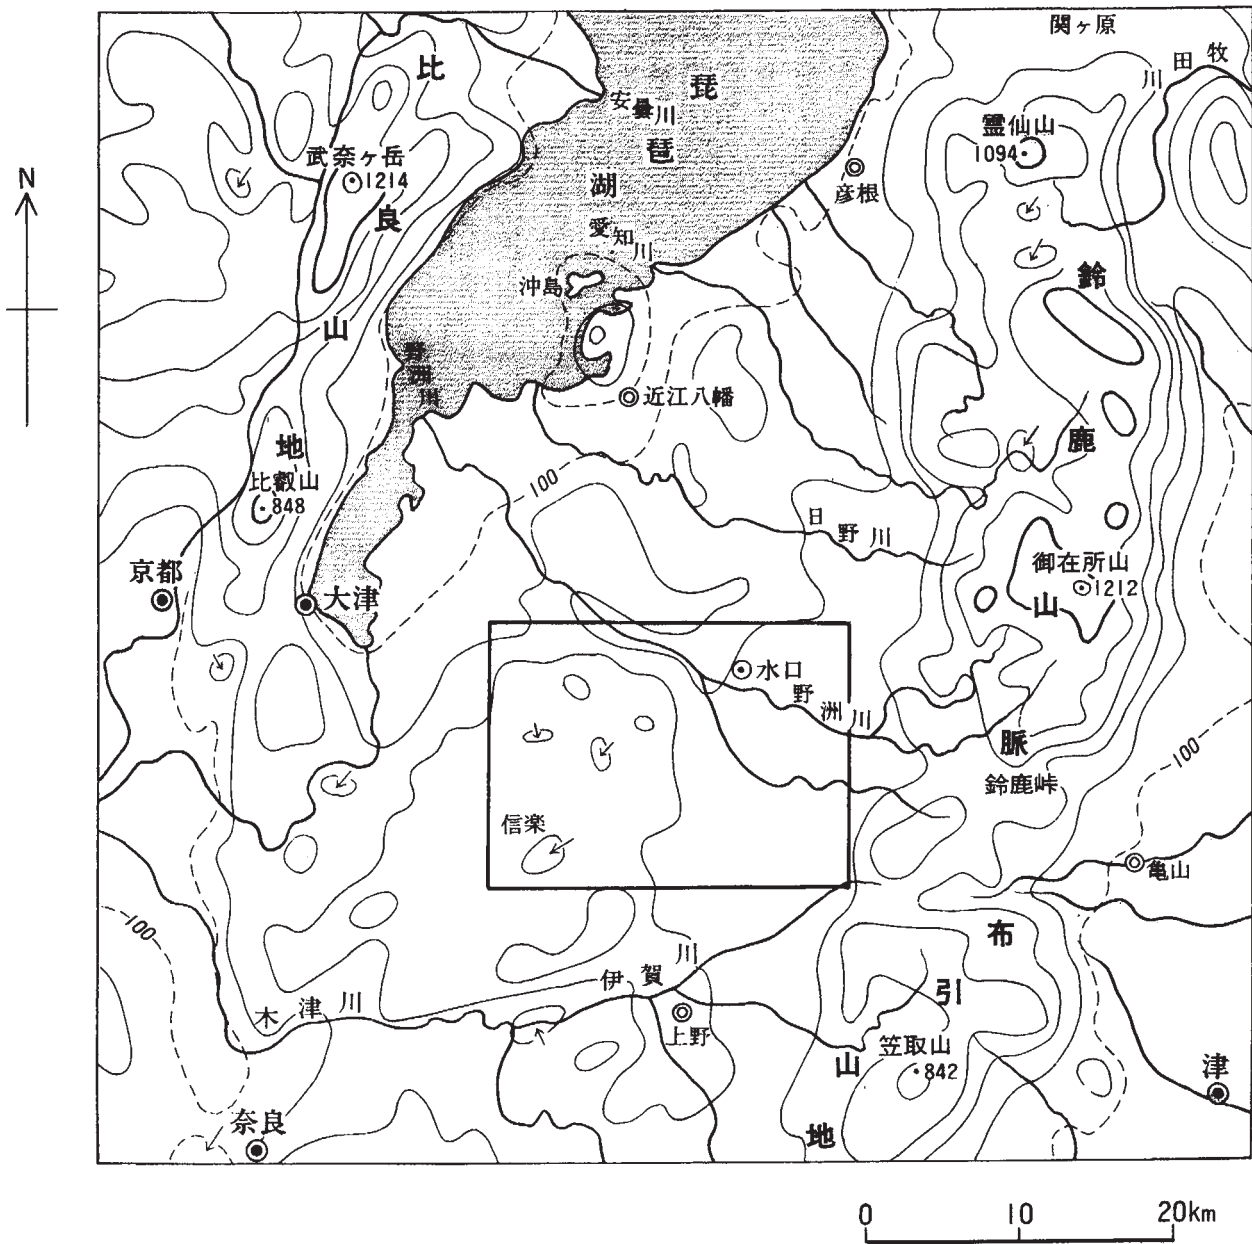 関ヶ原
牧田川
比良山地
安曇川
琵琶湖
霊仙山
1094
武奈ヶ岳
1214
彦根
N
愛知川
沖島
鈴鹿山脈
野洲川
近江八幡
比叡山
848
100
日野川
御在所山
1212
京都
大津
水口
野洲川
鈴鹿峠
100
信楽
亀山
100
布引山地
伊賀川
木津川
上野
笠取山
842
津
奈良
0 10 20km